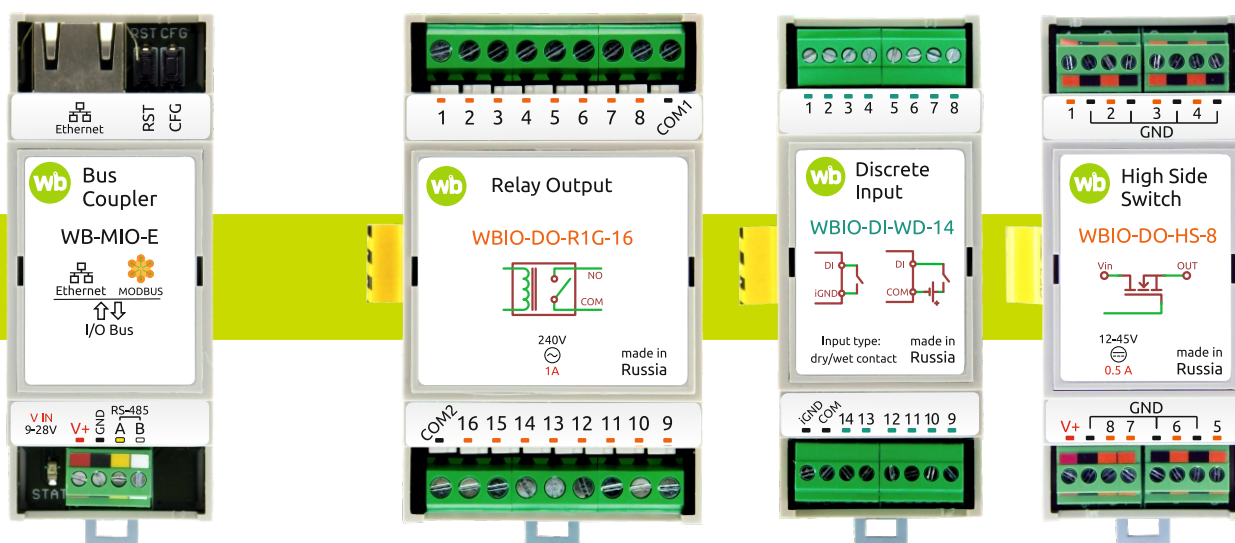 RST CFG
Ethernet
RST
CFG
wb
Bus
Coupler
WB-MIO-E
Ethernet
MODBUS
I/O Bus
V IN
9-28V
V+
GND
RS-485
A
B
STAT
1 2 3 4 5 6 7 8 COM1
wb
Relay Output
WBIO-DO-R1G-16
NO
COM
240V
1A
made in
Russia
COM2 16 15 14 13 12 11 10 9
1 2 3 4 5 6 7 8
wb
Discrete
Input
WBIO-DI-WD-14
DI
iGND
DI
COM
+
Input type:
dry/wet contact
made in
Russia
iGND COM 14 13 12 11 10 9
1 2 3 4
GND
wb
High Side
Switch
WBIO-DO-HS-8
Vin
OUT
12-45V
0.5 A
made in
Russia
GND
V+ 8 7 6 5